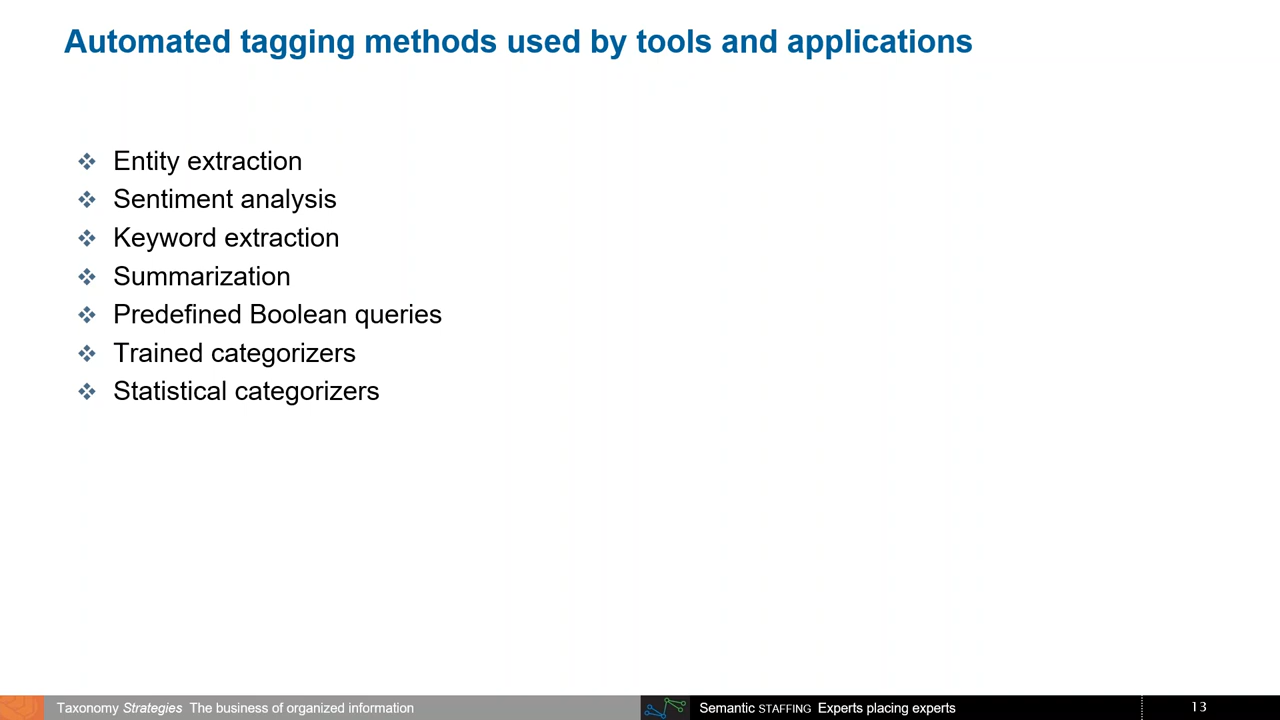 Automated tagging methods used by tools and applications
❖ Entity extraction
❖ Sentiment analysis
❖ Keyword extraction
❖ Summarization
❖ Predefined Boolean queries
❖ Trained categorizers
❖ Statistical categorizers
Taxonomy Strategies The business of organized information
Semantic STAFFING Experts placing experts
13